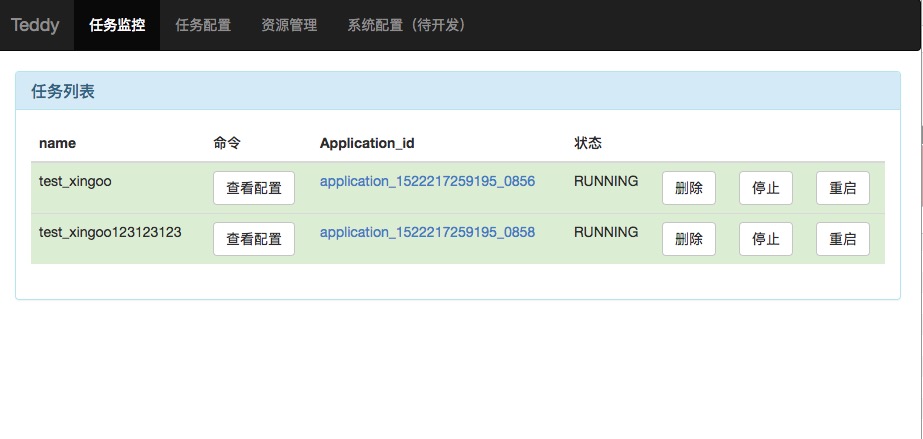 Teddy 任务监控 任务配置 资源管理 系统配置（待开发）
任务列表
name 命令 Application_id 状态
test_xingoo 查看配置 application_1522217259195_0856 RUNNING 删除 停止 重启
test_xingoo123123123 查看配置 application_1522217259195_0858 RUNNING 删除 停止 重启